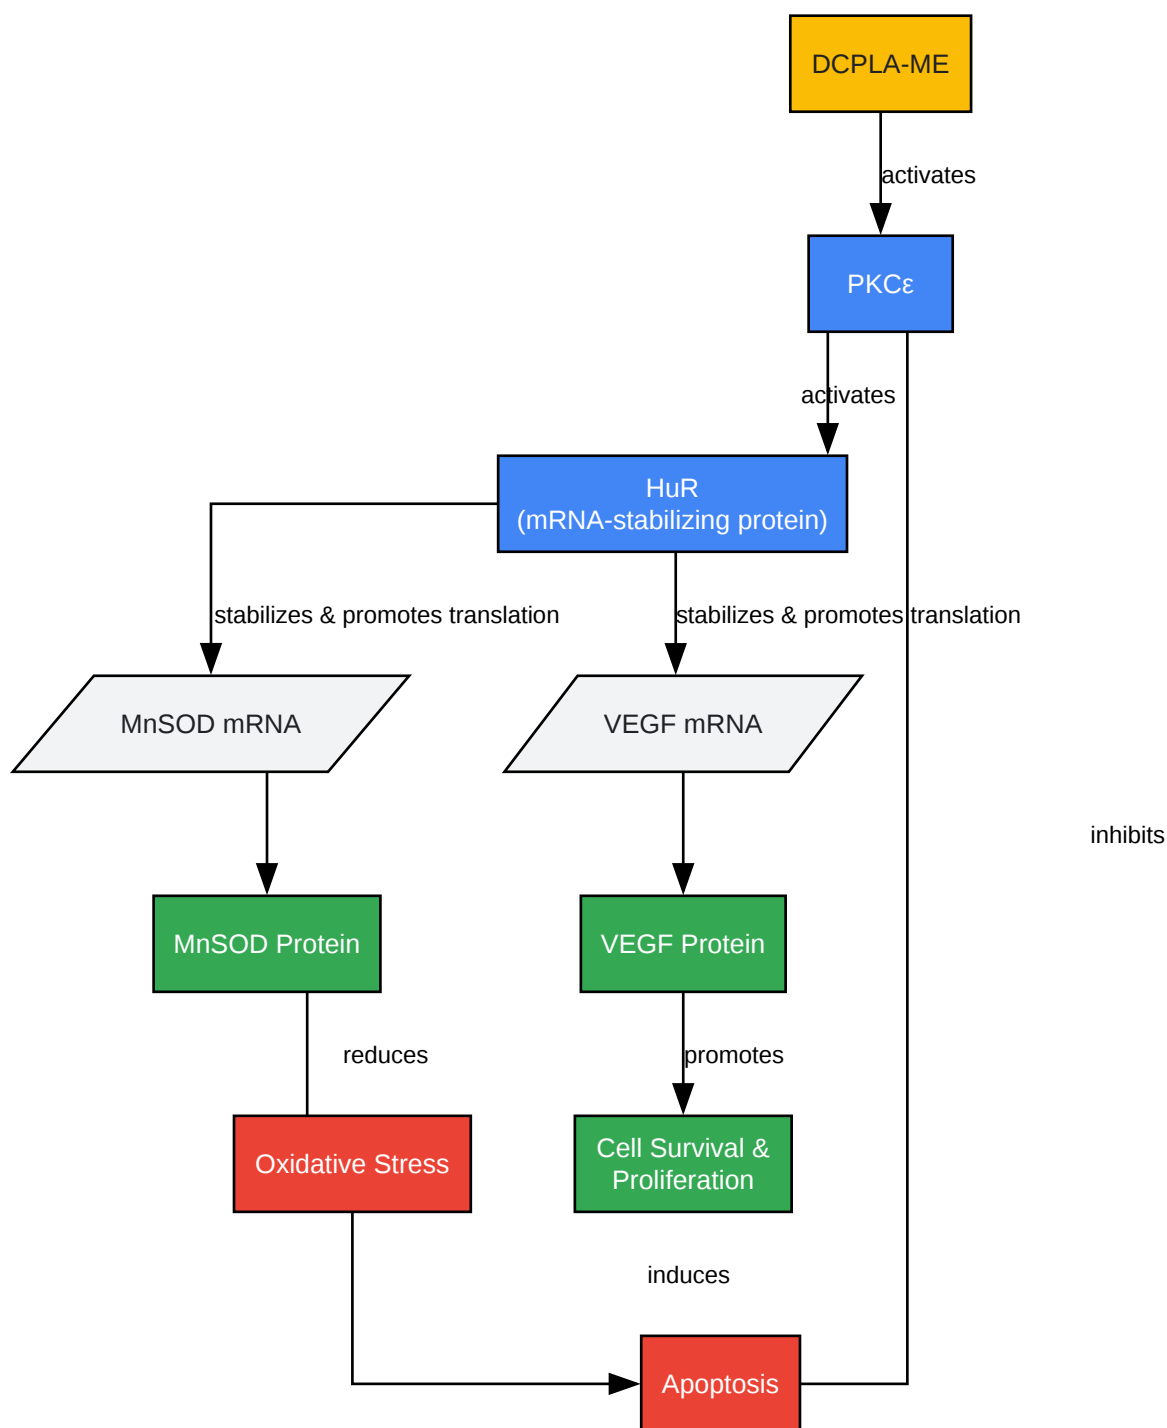 DCPLA-ME
activates
PKCε
activates
HuR
(mRNA-stabilizing protein)
stabilizes & promotes translation
stabilizes & promotes translation
MnSOD mRNA
VEGF mRNA
inhibits
MnSOD Protein
VEGF Protein
reduces
promotes
Oxidative Stress
Cell Survival &
Proliferation
induces
Apoptosis